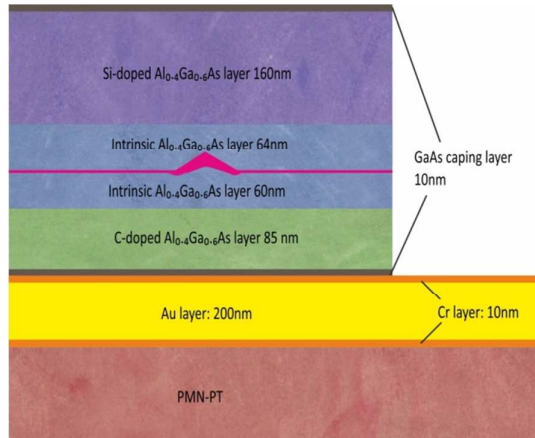 Si-doped Al₀.₄Ga₀.₆As layer 160nm
Intrinsic Al₀.₄Ga₀.₆As layer 64nm
GaAs caping layer
10nm
Intrinsic Al₀.₄Ga₀.₆As layer 60nm
C-doped Al₀.₄Ga₀.₆As layer 85 nm
Au layer: 200nm
Cr layer: 10nm
PMN-PT